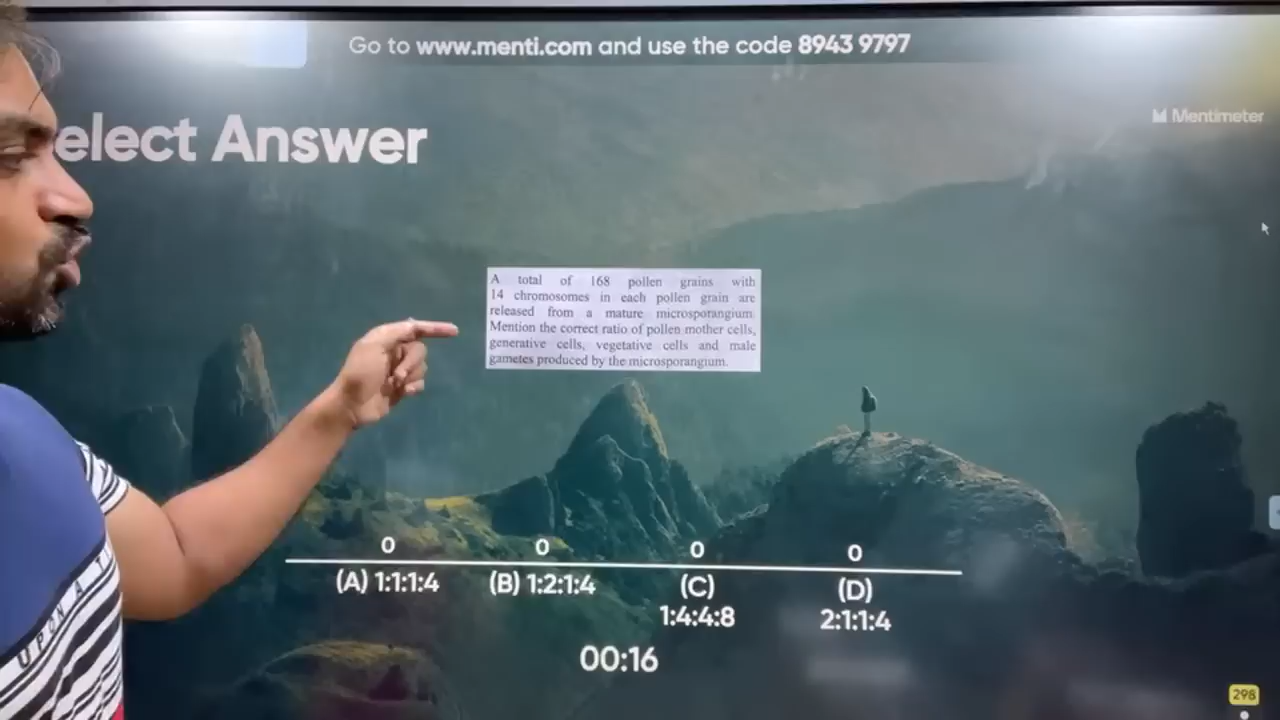 Go to www.menti.com and use the code 8943 9797
Mentimeter
elect Answer
A total of 168 pollen grains with
14 chromosomes in each pollen grain are
released from a mature microsporangium.
Mention the correct ratio of pollen mother cells,
generative cells, vegetative cells and male
gametes produced by the microsporangium.
0 0 0 0
(A) 1:1:1:4 (B) 1:2:1:4 (C) (D)
1:4:4:8 2:1:1:4
00:16
298
UPON A